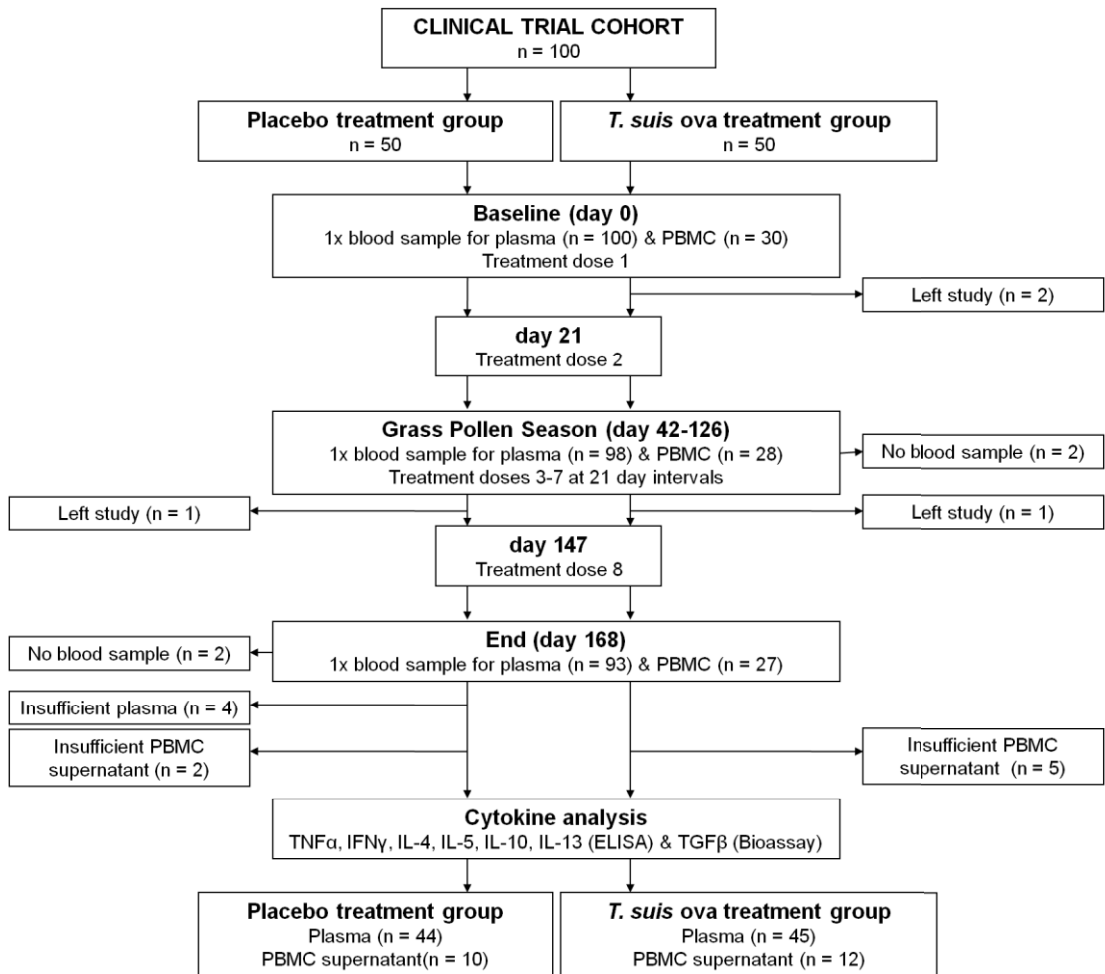 CLINICAL TRIAL COHORT
n = 100
Placebo treatment group
n = 50
T. suis ova treatment group
n = 50
Baseline (day 0)
1x blood sample for plasma (n = 100) & PBMC (n = 30)
Treatment dose 1
Left study (n = 2)
day 21
Treatment dose 2
Grass Pollen Season (day 42-126)
1x blood sample for plasma (n = 98) & PBMC (n = 28)
Treatment doses 3-7 at 21 day intervals
No blood sample (n = 2)
Left study (n = 1)
Left study (n = 1)
day 147
Treatment dose 8
End (day 168)
1x blood sample for plasma (n = 93) & PBMC (n = 27)
No blood sample (n = 2)
Insufficient plasma (n = 4)
Insufficient PBMC
supernatant (n = 2)
Insufficient PBMC
supernatant (n = 5)
Cytokine analysis
TNFα, IFNγ, IL-4, IL-5, IL-10, IL-13 (ELISA) & TGFβ (Bioassay)
Placebo treatment group
Plasma (n = 44)
PBMC supernatant(n = 10)
T. suis ova treatment group
Plasma (n = 45)
PBMC supernatant (n = 12)